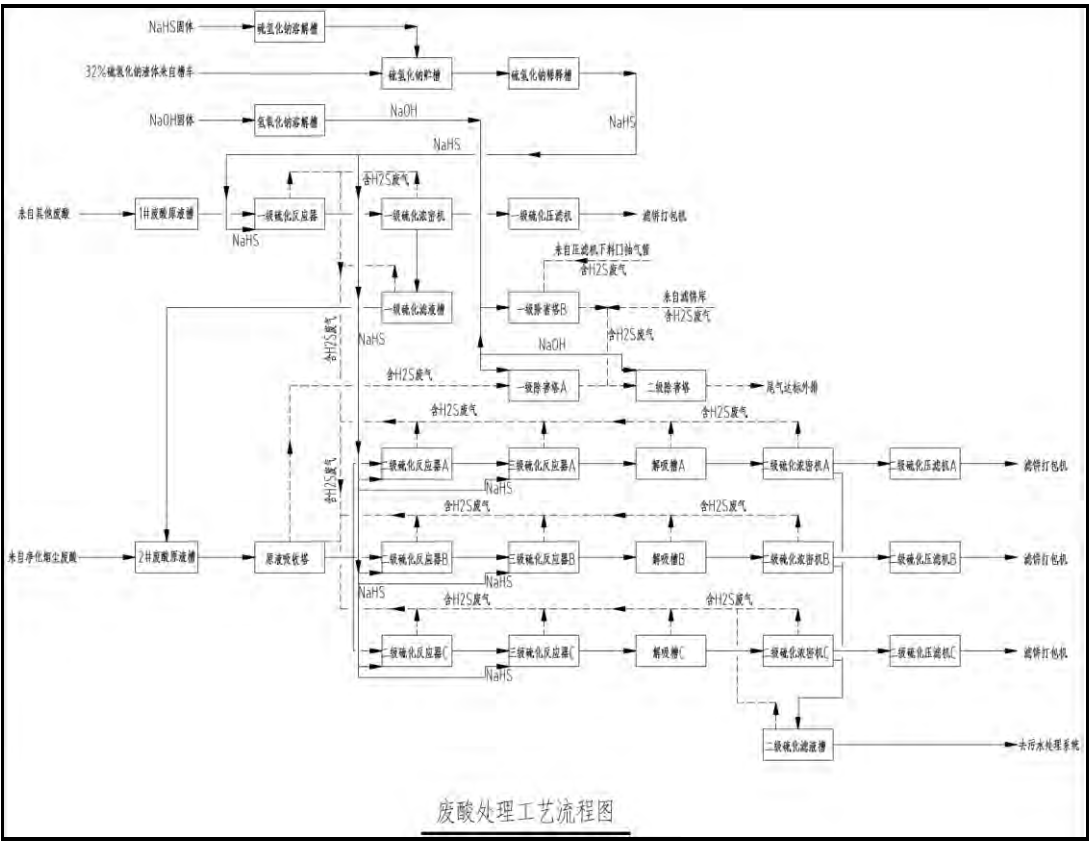 NaHS固体
硫氢化钠溶解槽
32%硫氢化钠液体来自槽车
硫氢化钠贮槽
硫氢化钠稀释槽
NaOH固体
氢氧化钠溶解槽
NaOH
NaHS
NaHS
含H2S废气
含H2S废气
来自其他废酸
1#废酸原液槽
一级硫化反应器
一级硫化浓密机
一级硫化压滤机
滤饼打包机
NaHS
来自压滤机下料口抽气管
含H2S废气
一级硫化滤液槽
一级除害塔B
来自滤饼库
含H2S废气
含H2S废气
NaHS
含H2S废气
NaOH
含H2S废气
一级除害塔A
二级除害塔
尾气达标外排
含H2S废气
含H2S废气
二级硫化反应器A
三级硫化反应器A
解吸槽A
二级硫化浓密机A
二级硫化压滤机A
滤饼打包机
NaHS
含H2S废气
含H2S废气
含H2S废气
来自净化烟尘废酸
2#废酸原液槽
原液吸收塔
二级硫化反应器B
三级硫化反应器B
解吸槽B
二级硫化浓密机B
二级硫化压滤机B
滤饼打包机
NaHS
NaHS
含H2S废气
含H2S废气
二级硫化反应器C
三级硫化反应器C
解吸槽C
二级硫化浓密机C
二级硫化压滤机C
滤饼打包机
NaHS
二级硫化滤液槽
去污水处理系统
废酸处理工艺流程图